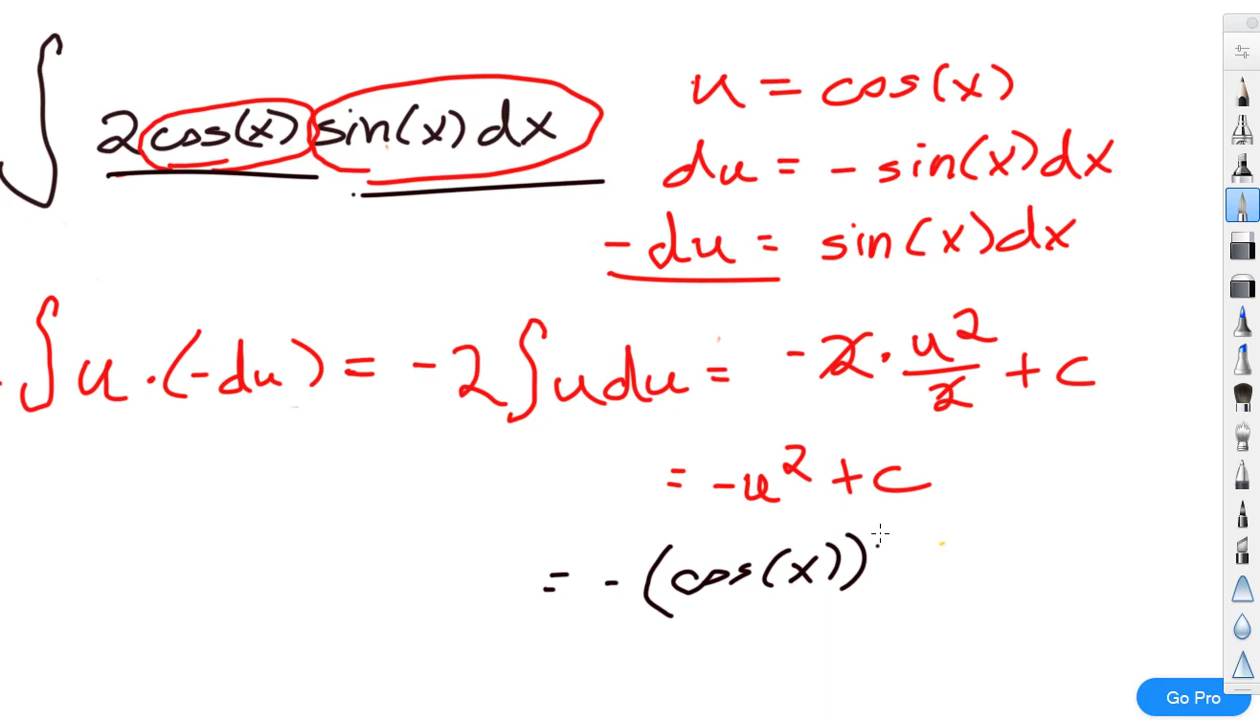 ∫ 2cos(x) sin(x) dx
u = cos(x)
du = - sin(x)dx
- du = sin(x)dx
∫ u · (-du) = -2 ∫ u du = -2 · u²/2 + c
= -u² + c
= - (cos(x))
Go Pro